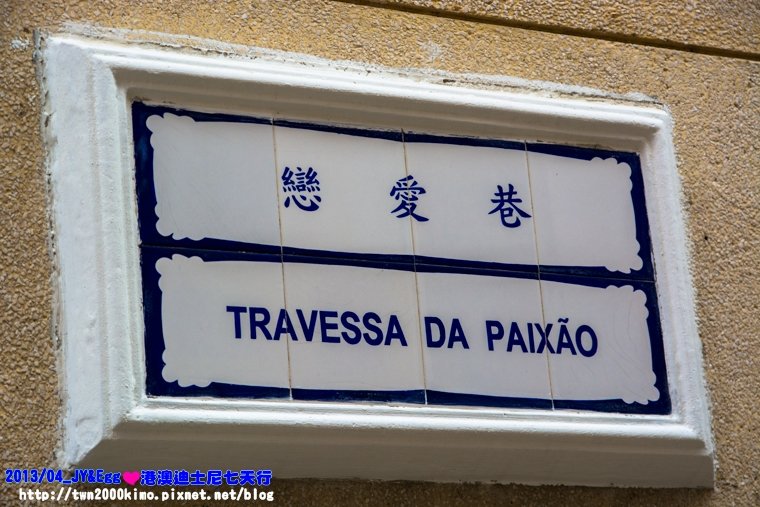 戀愛巷
TRAVESSA DA PAIXÃO
2013/04_JY&Egg❤港澳迪士尼七天行
http://twn2000kimo.pixnet.net/blog